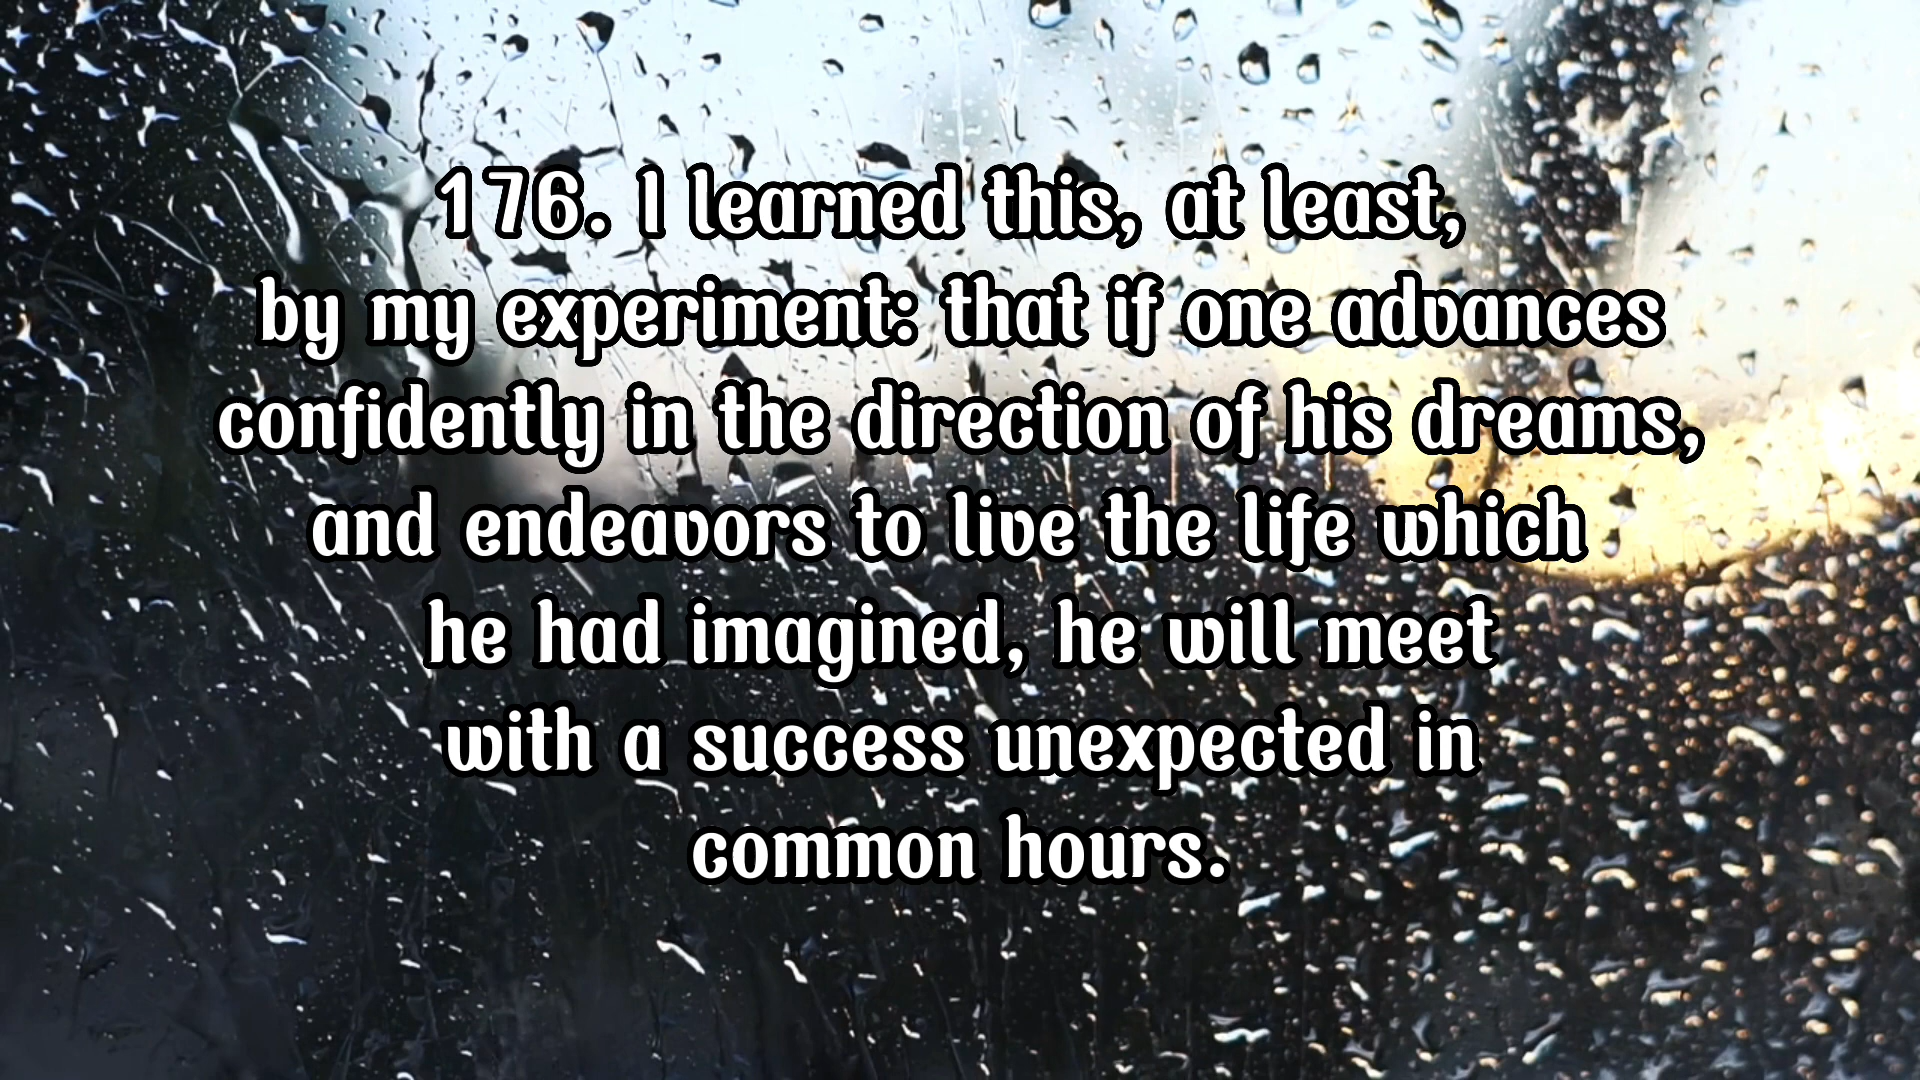 176. I learned this, at least,
by my experiment: that if one advances
confidently in the direction of his dreams,
and endeavors to live the life which
he had imagined, he will meet
with a success unexpected in
common hours.